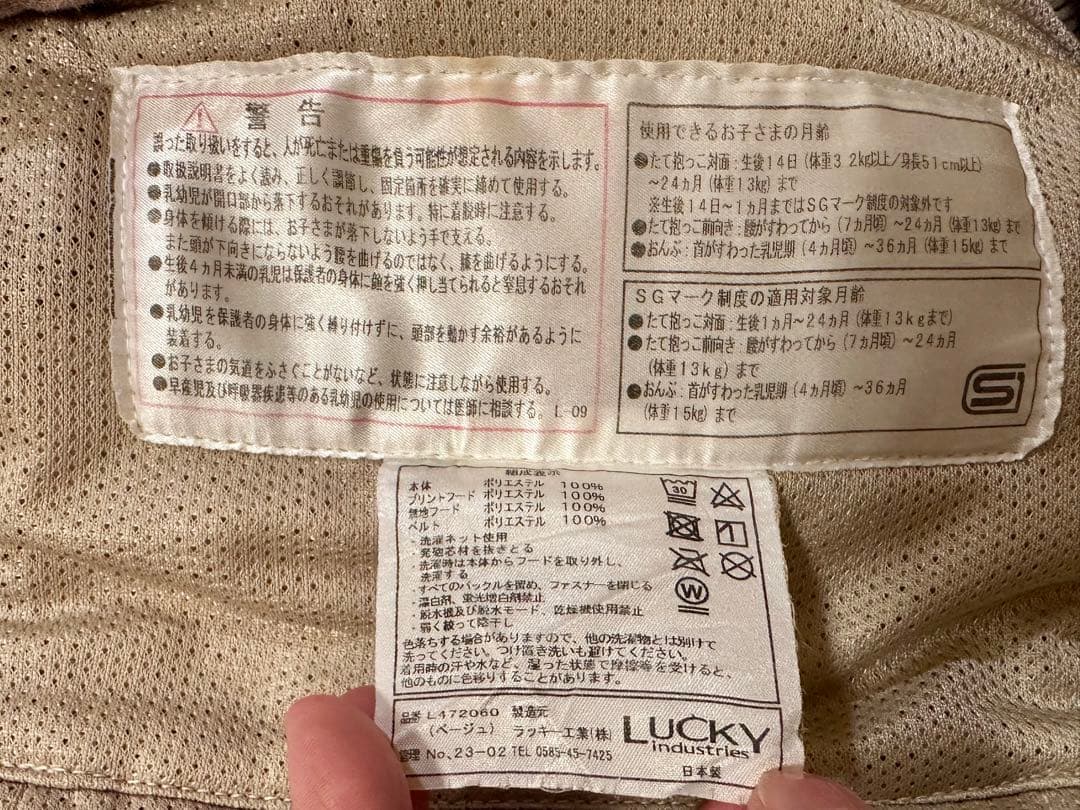 警告
誤った取り扱いをすると、人が死亡または重傷を負う可能性が想定される内容を示します。
●取扱説明書をよく読み、正しく調節し、固定箇所を確実に締めて使用する。
●乳幼児が開口部から落下するおそれがあります。特に着脱時に注意する。
●身体を傾ける際には、お子さまが落下しないよう手で支える。
また頭が下向きにならないよう腰を曲げるのではなく、膝を曲げるようにする。
●生後4ヵ月未満の乳児は保護者の身体に顔を強く押し当てられると窒息するおそれ
があります。
●乳幼児を保護者の身体に強く縛り付けずに、頭部を動かす余裕があるように
装着する。
●お子さまの気道をふさぐことがないなど、状態に注意しながら使用する。
●早産児及び呼吸器疾患等のある乳幼児の使用については医師に相談する。L-09
使用できるお子さまの月齢
●たて抱っこ対面：生後14日（体重3.2kg以上/身長51cm以上）
～24ヵ月（体重13kg）まで
※生後14日～1ヵ月まではSGマーク制度の対象外です
●たて抱っこ前向き：腰がすわってから（7ヵ月頃）～24ヵ月（体重13kg）まで
●おんぶ：首がすわった乳児期（4ヵ月頃）～36ヵ月（体重15kg）まで
SGマーク制度の適用対象月齢
●たて抱っこ対面：生後1ヵ月～24ヵ月（体重13kgまで）
●たて抱っこ前向き：腰がすわってから（7ヵ月頃）～24ヵ月
（体重13kg）まで
●おんぶ：首がすわった乳児期（4ヵ月頃）～36ヵ月
（体重15kg）まで
組成表示
本体 ポリエステル 100%
プリントフード ポリエステル 100%
無地フード ポリエステル 100%
ベルト ポリエステル 100%
30
W
・洗濯ネット使用
・発砲芯材を抜きとる
・洗濯時は本体からフードを取り外し、
洗濯する
・すべてのバックルを留め、ファスナーを閉じる
・漂白剤、蛍光増白剤禁止
・脱水機及び脱水モード、乾燥機使用禁止
・弱く絞って陰干し
色落ちする場合がありますので、他の洗濯物とは別けて
洗ってください。つけ置き洗いも避けてください。
着用時の汗や水など、湿った状態で摩擦等を受けると、
他のものに色移りすることがあります。
品番 L472060 製造元
（ベージュ） ラッキー工業（株）
管理 No.23-02 TEL 0585-45-7425
LUCKY
industries
日本製